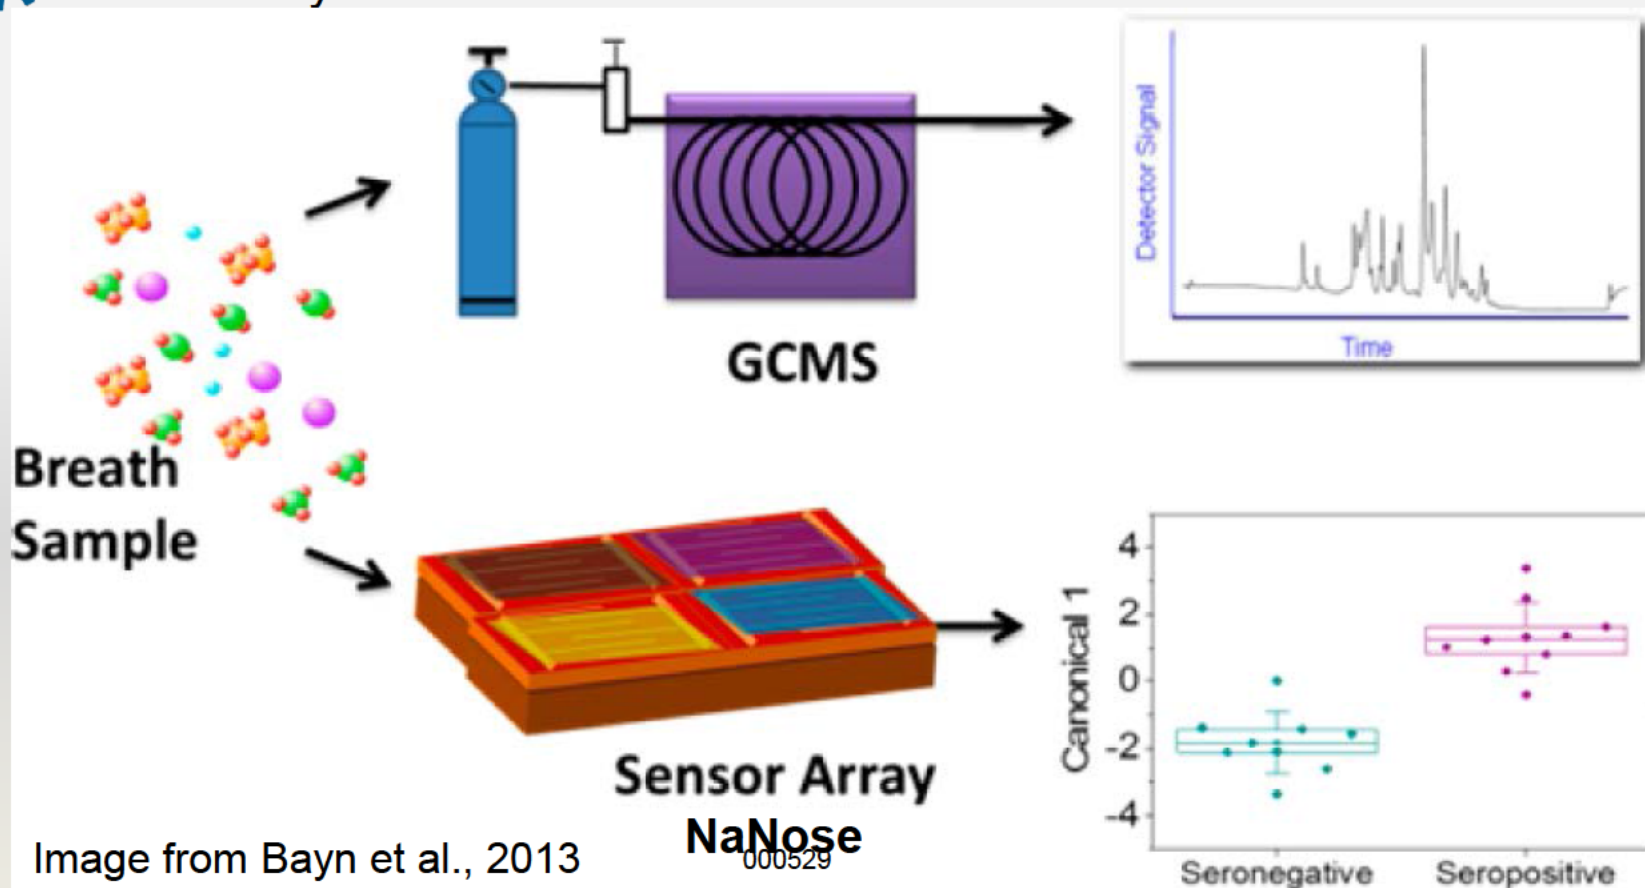 GCMS
Detector Signal
Time
Breath
Sample
Sensor Array
NaNose
000529
Image from Bayn et al., 2013
Canonical 1
4
2
0
-2
-4
Seronegative
Seropositive